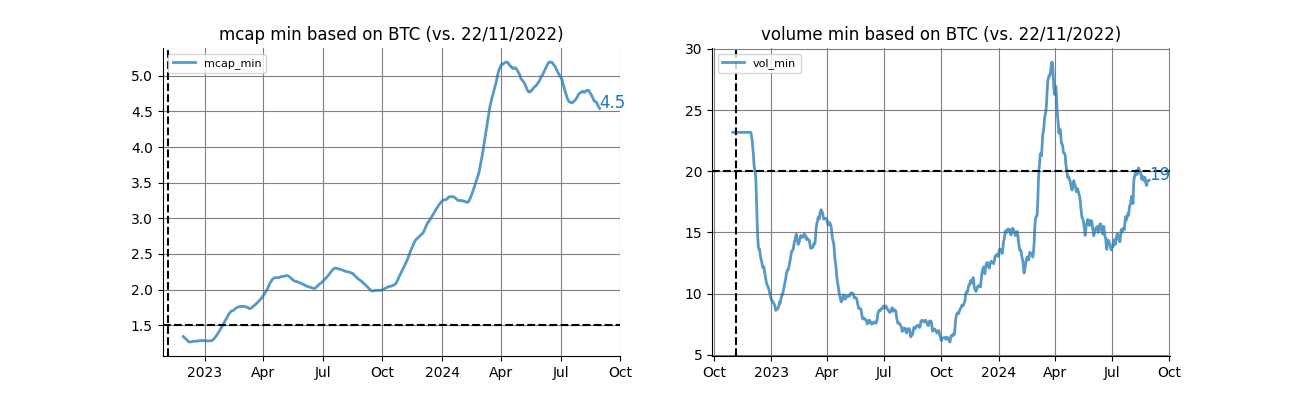 mcap min based on BTC (vs. 22/11/2022)
mcap_min
5.0
4.5
4.0
3.5
3.0
2.5
2.0
1.5
4.5
2023 Apr Jul Oct 2024 Apr Jul Oct
volume min based on BTC (vs. 22/11/2022)
vol_min
30
25
20
15
10
5
19
Oct 2023 Apr Jul Oct 2024 Apr Jul Oct